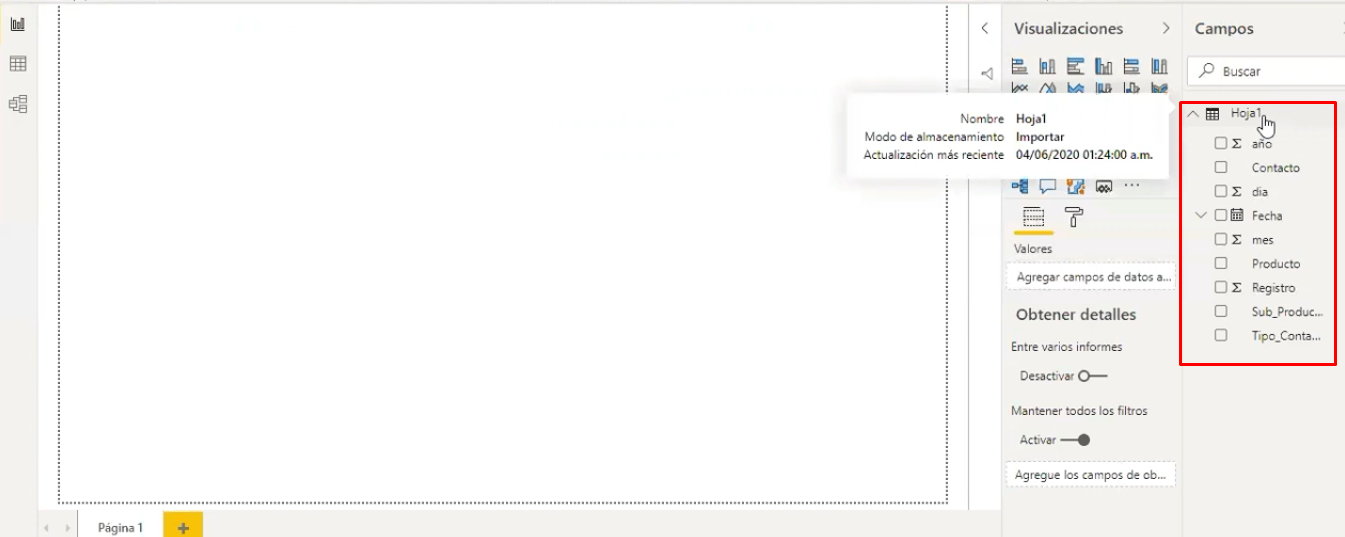 Visualizaciones
Campos
Buscar
Nombre Hoja1
Modo de almacenamiento Importar
Actualización más reciente 04/06/2020 01:24:00 a.m.
Hoja1
Σ año
Contacto
Σ dia
Fecha
Σ mes
Producto
Σ Registro
Sub_Produc...
Tipo_Conta...
Valores
Agregar campos de datos a...
Obtener detalles
Entre varios informes
Desactivar
Mantener todos los filtros
Activar
Agregue los campos de ob...
Página 1